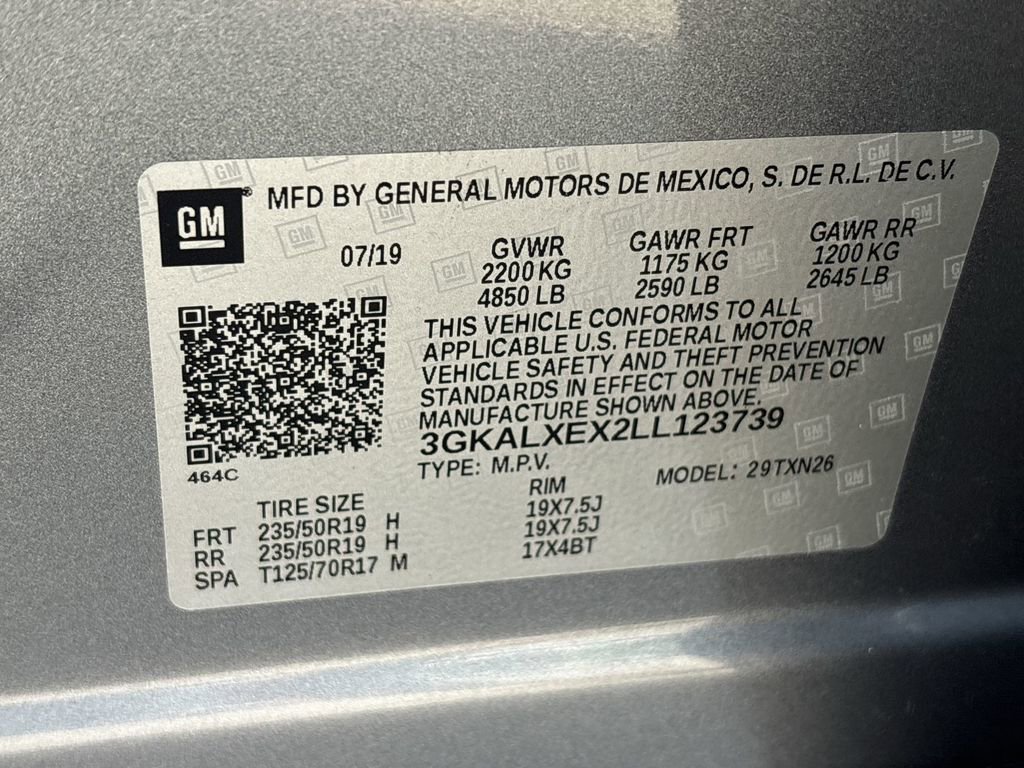 GM® MFD BY GENERAL MOTORS DE MEXICO, S. DE R.L. DE C.V.
07/19 GVWR GAWR FRT GAWR RR
2200 KG 1175 KG 1200 KG
4850 LB 2590 LB 2645 LB
THIS VEHICLE CONFORMS TO ALL
APPLICABLE U.S. FEDERAL MOTOR
VEHICLE SAFETY AND THEFT PREVENTION
STANDARDS IN EFFECT ON THE DATE OF
MANUFACTURE SHOWN ABOVE.
3GKALXEX2LL123739
464C TYPE: M.P.V. MODEL: 29TXN26
TIRE SIZE RIM
FRT 235/50R19 H 19X7.5J
RR 235/50R19 H 19X7.5J
SPA T125/70R17 M 17X4BT